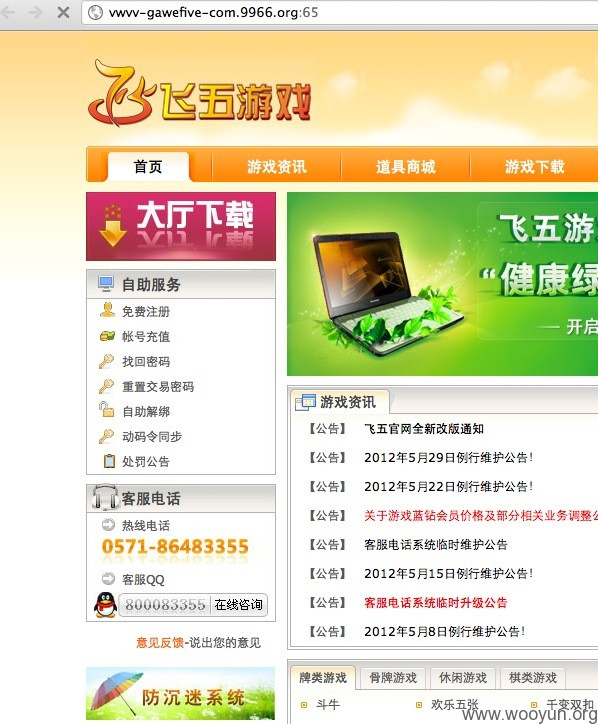 vwvv-gawefive-com.9966.org:65
飞五游戏
首页
游戏资讯
道具商城
游戏下载
大厅下载
自助服务
免费注册
帐号充值
找回密码
重置交易密码
自助解绑
动码令同步
处罚公告
客服电话
热线电话
0571-86483355
客服QQ
800083355 在线咨询
意见反馈-说出您的意见
防沉迷系统
飞五游
“健康绿
— 开启
游戏资讯
【公告】 飞五官网全新改版通知
【公告】 2012年5月29日例行维护公告!
【公告】 2012年5月22日例行维护公告!
【公告】 关于游戏蓝钻会员价格及部分相关业务调整公
【公告】 客服电话系统临时维护公告
【公告】 2012年5月15日例行维护公告!
【公告】 客服电话系统临时升级公告
【公告】 2012年5月8日例行维护公告!
牌类游戏
骨牌游戏
休闲游戏
棋类游戏
斗牛
欢乐五张
千变双扣
www.wooyun.org